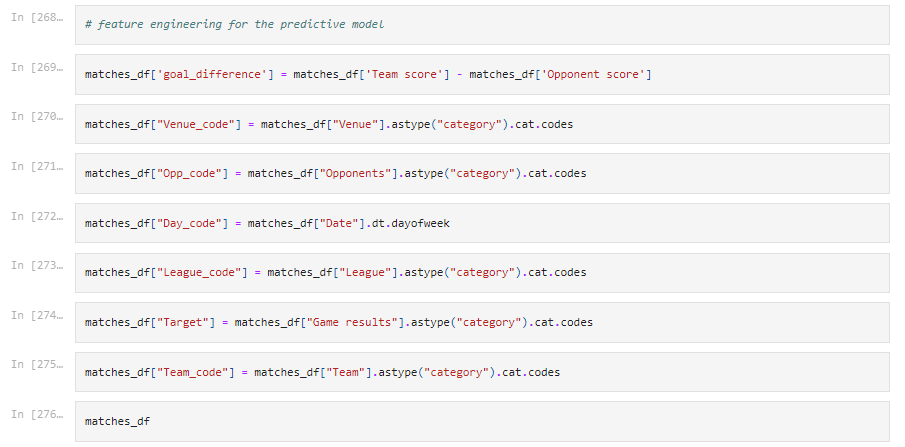 In [268…
# feature engineering for the predictive model
In [269…
matches_df['goal_difference'] = matches_df['Team score'] - matches_df['Opponent score']
In [270…
matches_df["Venue_code"] = matches_df["Venue"].astype("category").cat.codes
In [271…
matches_df["Opp_code"] = matches_df["Opponents"].astype("category").cat.codes
In [272…
matches_df["Day_code"] = matches_df["Date"].dt.dayofweek
In [273…
matches_df["League_code"] = matches_df["League"].astype("category").cat.codes
In [274…
matches_df["Target"] = matches_df["Game results"].astype("category").cat.codes
In [275…
matches_df["Team_code"] = matches_df["Team"].astype("category").cat.codes
In [276…
matches_df